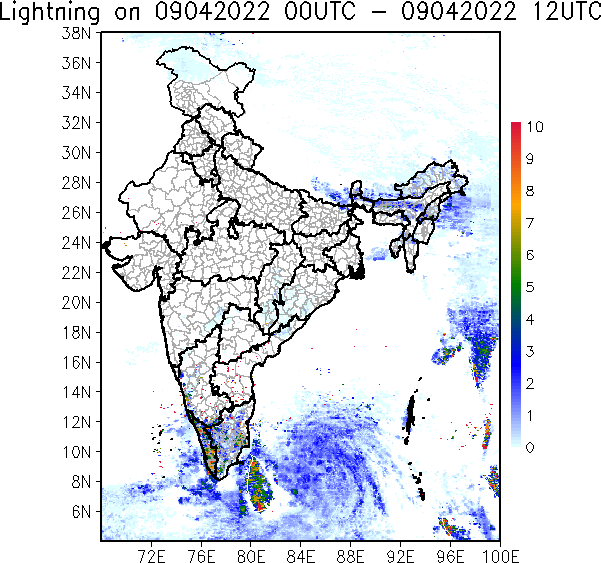 Lightning on 09042022 00UTC – 09042022 12UTC
38N
36N
34N
32N
30N
28N
26N
24N
22N
20N
18N
16N
14N
12N
10N
8N
6N
72E 76E 80E 84E 88E 92E 96E 100E
10
9
8
7
6
5
4
3
2
1
0